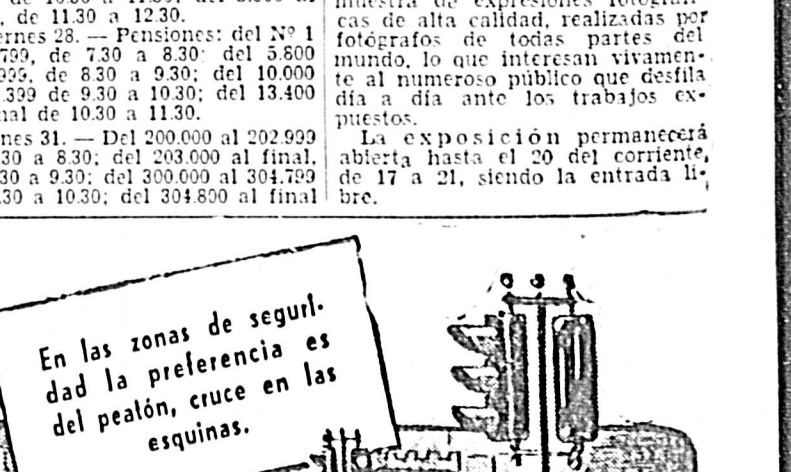 , de 11.30 a 12.30.
ernes 28. — Pensiones: del Nº 1
799, de 7.30 a 8.30; del 5.800
999, de 8.30 a 9.30; del 10.000
.399 de 9.30 a 10.30; del 13.400
nal de 10.30 a 11.30.
nes 31. — Del 200.000 al 202.999
30 a 8.30; del 203.000 al final,
30 a 9.30; del 300.000 al 304.799
.30 a 10.30; del 304.800 al final
muestra de expresiones fotográfi-
cas de alta calidad, realizadas por
fotógrafos de todas partes del
mundo, lo que interesan vivamen-
te al numeroso público que desfila
día a día ante los trabajos ex-
puestos.
La exposición permanecerá
abierta hasta el 20 del corriente,
de 17 a 21, siendo la entrada li-
bre.
En las zonas de seguri-
dad la preferencia es
del peatón, cruce en las
esquinas.